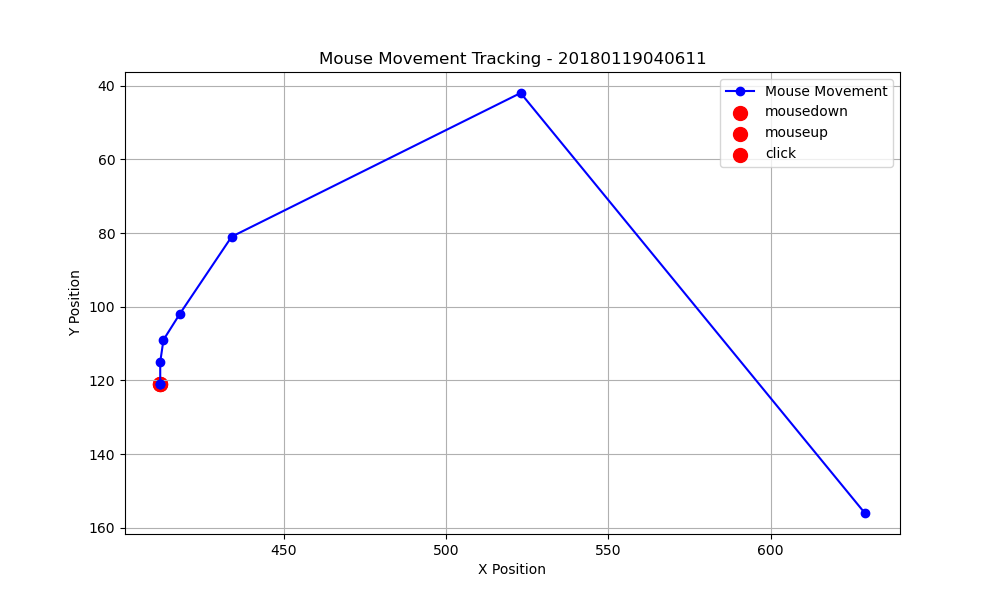 Mouse Movement Tracking - 20180119040611
Mouse Movement
mousedown
mouseup
click
40
60
80
100
120
140
160
Y Position
450
500
550
600
X Position